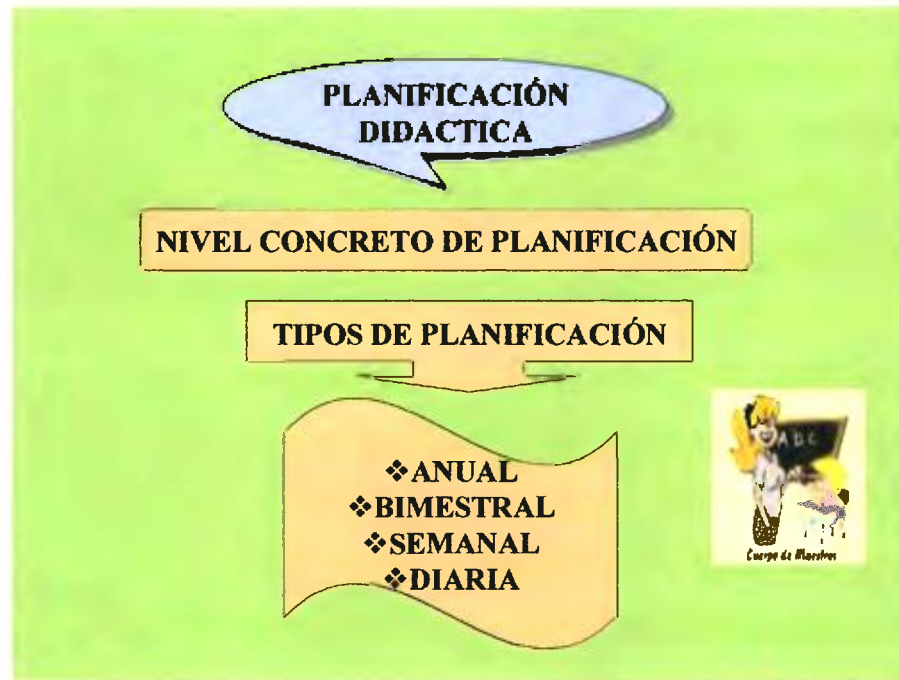 PLANIFICACIÓN
DIDACTICA
NIVEL CONCRETO DE PLANIFICACIÓN
TIPOS DE PLANIFICACIÓN
❖ANUAL
❖BIMESTRAL
❖SEMANAL
❖DIARIA
A B C
Cuerpo de Maestros